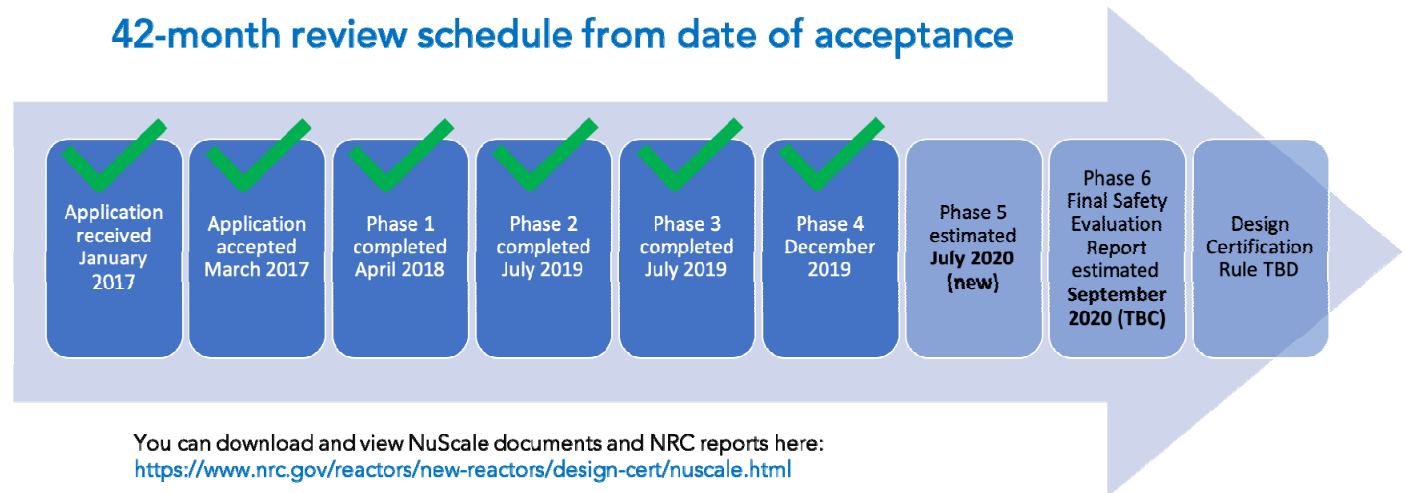 42-month review schedule from date of acceptance
Application
received
January
2017
Application
accepted
March 2017
Phase 1
completed
April 2018
Phase 2
completed
July 2019
Phase 3
completed
July 2019
Phase 4
December
2019
Phase 5
estimated
July 2020
(new)
Phase 6
Final Safety
Evaluation
Report
estimated
September
2020 (TBC)
Design
Certification
Rule TBD
You can download and view NuScale documents and NRC reports here:
https://www.nrc.gov/reactors/new-reactors/design-cert/nuscale.html